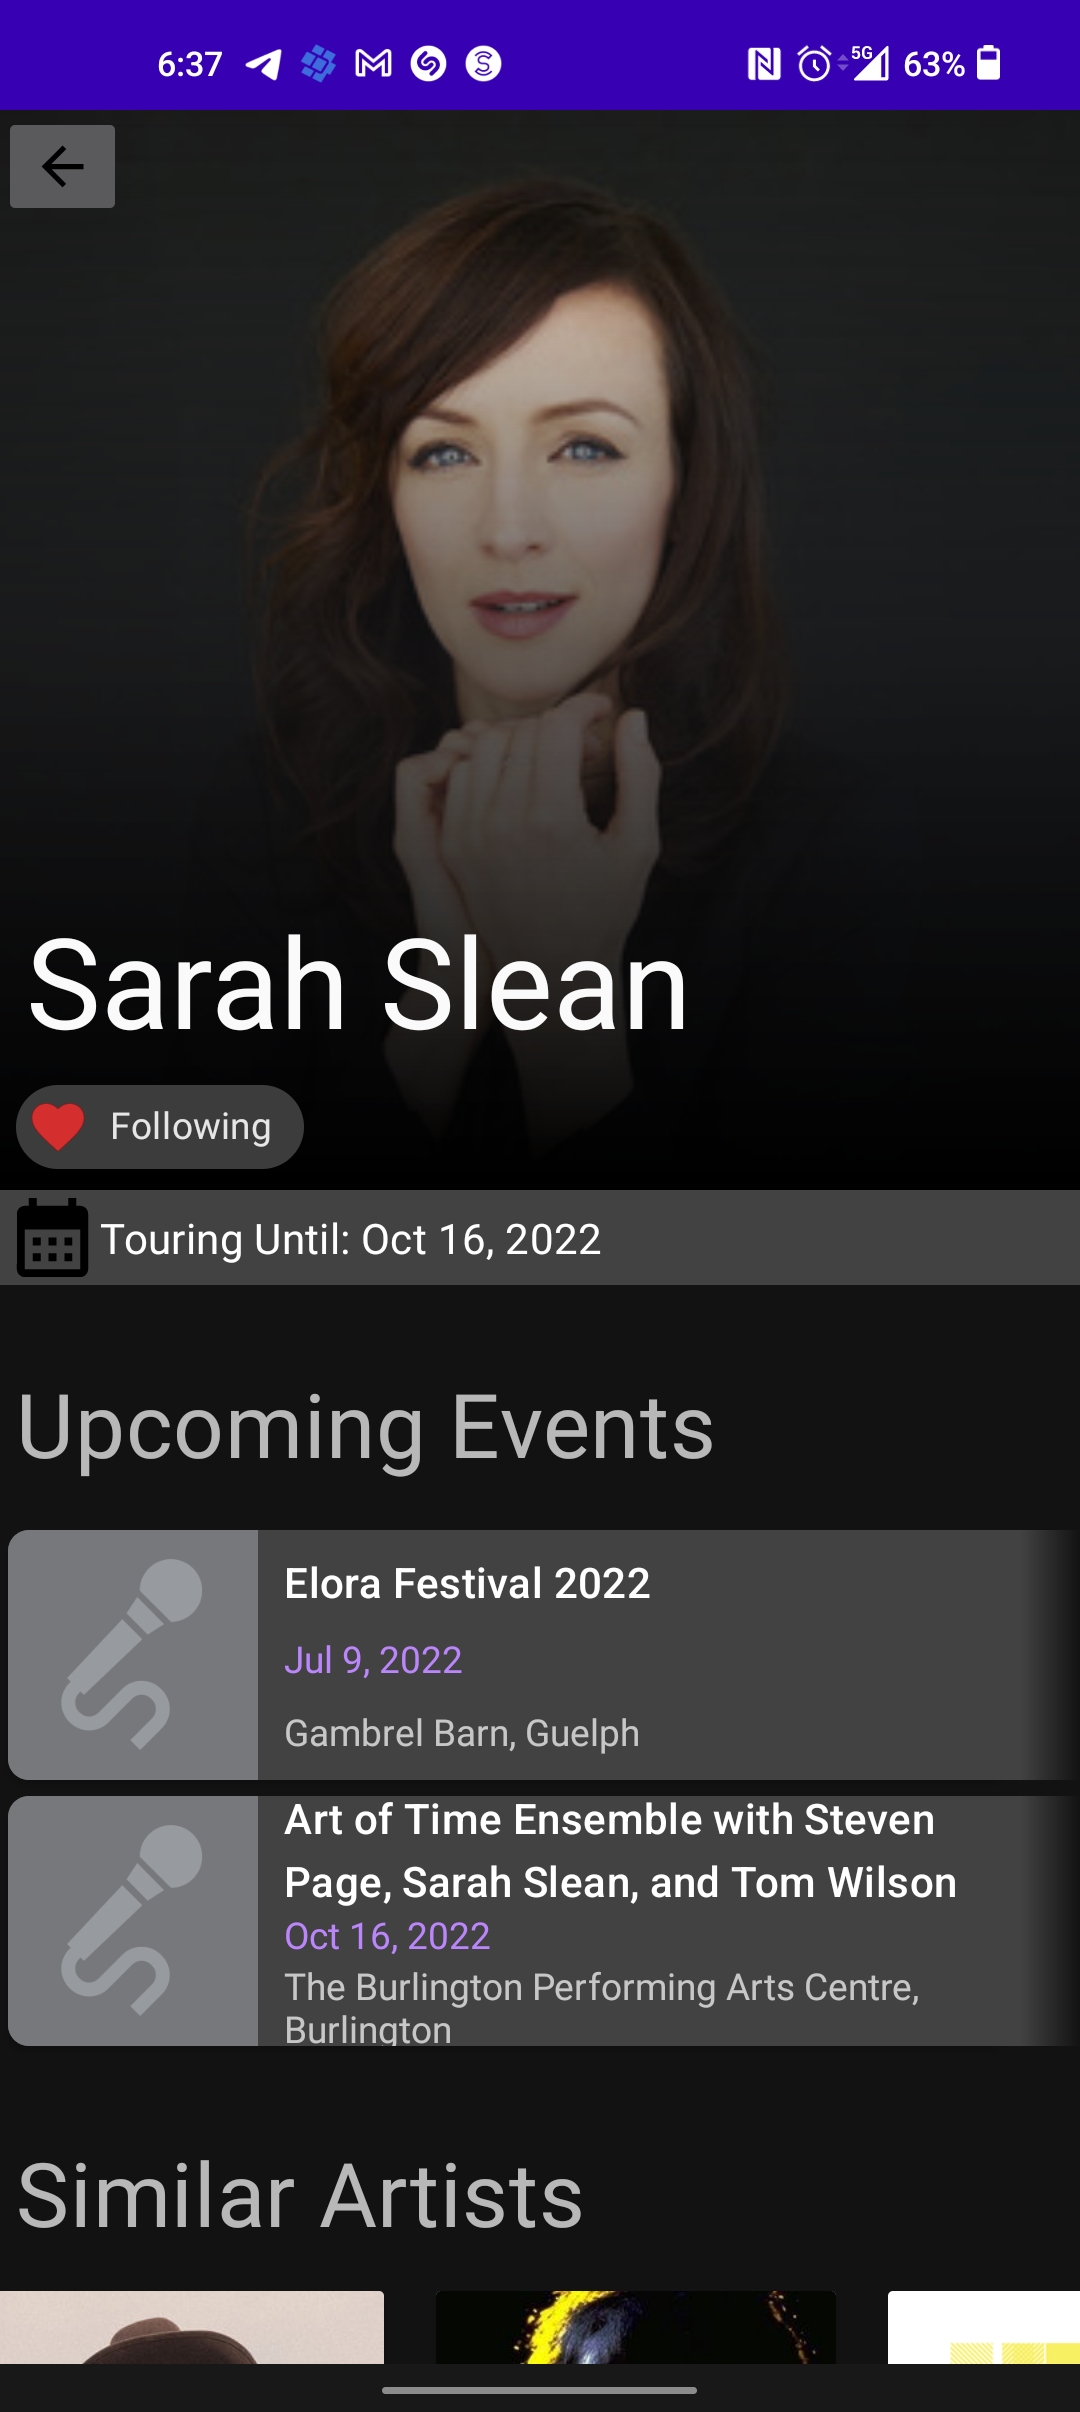 6:37
5G 63%
Sarah Slean
Following
Touring Until: Oct 16, 2022
Upcoming Events
Elora Festival 2022
Jul 9, 2022
Gambrel Barn, Guelph
Art of Time Ensemble with Steven
Page, Sarah Slean, and Tom Wilson
Oct 16, 2022
The Burlington Performing Arts Centre,
Burlington
Similar Artists